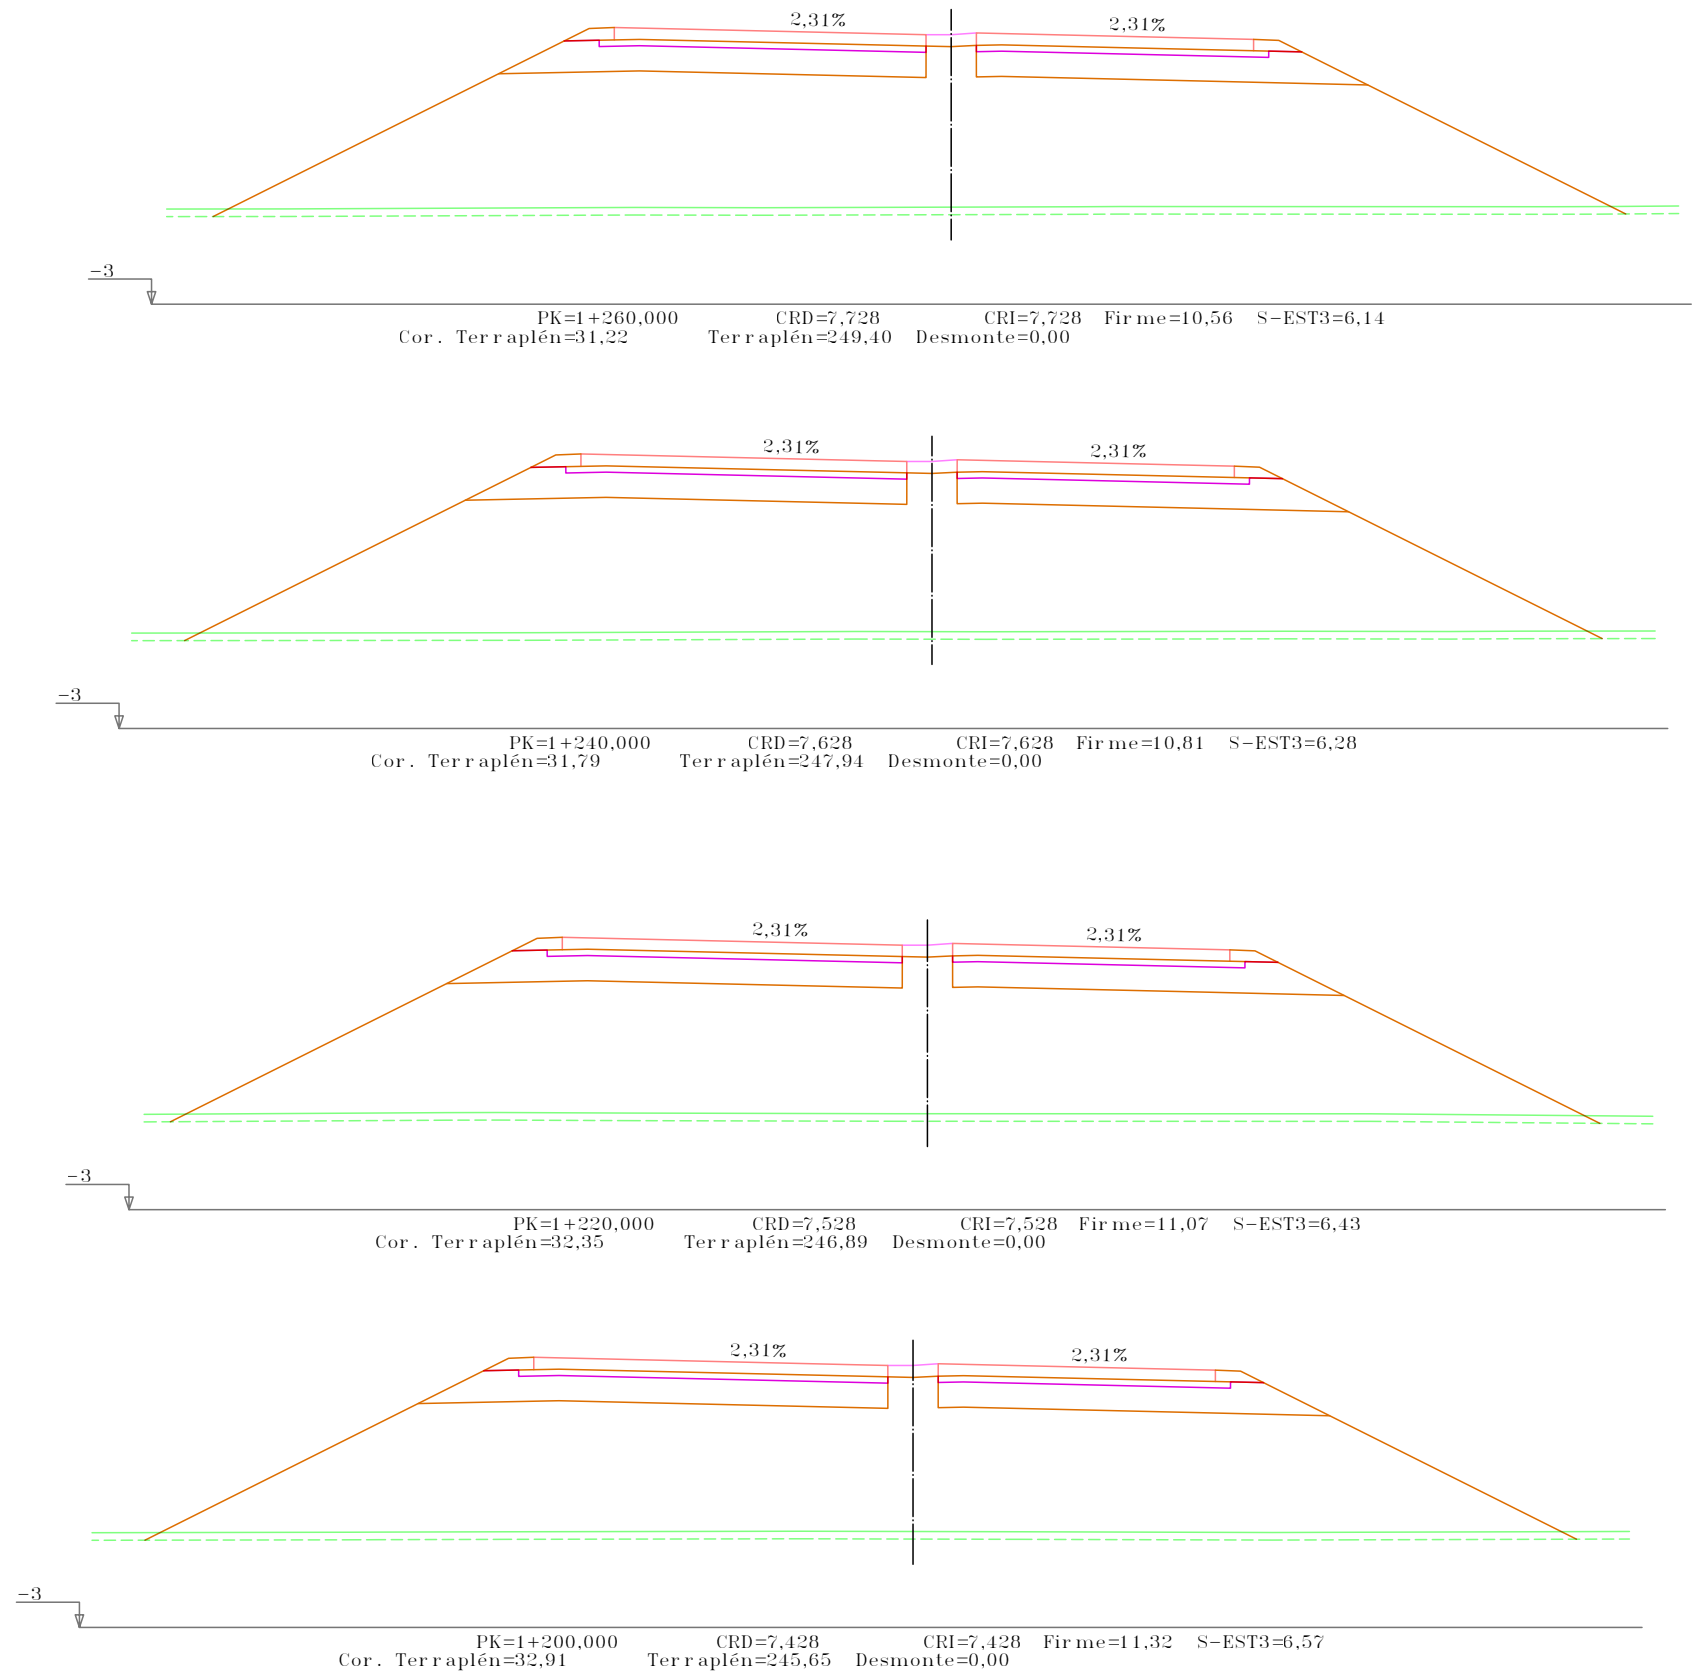 2,31% 2,31%
-3
PK=1+260,000 CRD=7,728 CRI=7,728 Firme=10,56 S-EST3=6,14
Cor. Terraplén=31,22 Terraplén=249,40 Desmonte=0,00
2,31% 2,31%
-3
PK=1+240,000 CRD=7,628 CRI=7,628 Firme=10,81 S-EST3=6,28
Cor. Terraplén=31,79 Terraplén=247,94 Desmonte=0,00
2,31% 2,31%
-3
PK=1+220,000 CRD=7,528 CRI=7,528 Firme=11,07 S-EST3=6,43
Cor. Terraplén=32,35 Terraplén=246,89 Desmonte=0,00
2,31% 2,31%
-3
PK=1+200,000 CRD=7,428 CRI=7,428 Firme=11,32 S-EST3=6,57
Cor. Terraplén=32,91 Terraplén=245,65 Desmonte=0,00